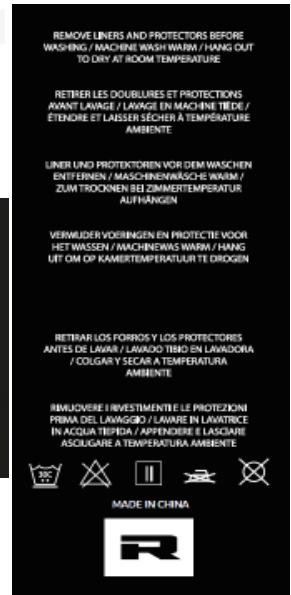 REMOVE LINERS AND PROTECTORS BEFORE
WASHING / MACHINE WASH WARM / HANG OUT
TO DRY AT ROOM TEMPERATURE
RETIRER LES DOUBLURES ET PROTECTIONS
AVANT LAVAGE / LAVAGE EN MACHINE TIÈDE /
ÉTENDRE ET LAISSER SÉCHER À TEMPÉRATURE
AMBIENTE
LINER UND PROTEKTOREN VOR DEM WASCHEN
ENTFERNEN / MASCHINENWÄSCHE WARM /
ZUM TROCKNEN BEI ZIMMERTEMPERATUR
AUFHÄNGEN
VERWIJDER VOERINGEN EN PROTECTIE VOOR
HET WASSEN / MACHINEWAS WARM / HANG
UIT OM OP KAMERTEMPERATUUR TE DROGEN
RETIRAR LOS FORROS Y LOS PROTECTORES
ANTES DE LAVAR / LAVADO TIBIO EN LAVADORA
/ COLGAR Y SECAR A TEMPERATURA
AMBIENTE
RIMUOVERE I RIVESTIMENTI E LE PROTEZIONI
PRIMA DEL LAVAGGIO / LAVARE IN LAVATRICE
IN ACQUA TIEPIDA / APPENDERE E LASCIARE
ASCIUGARE A TEMPERATURA AMBIENTE
30C
MADE IN CHINA
R